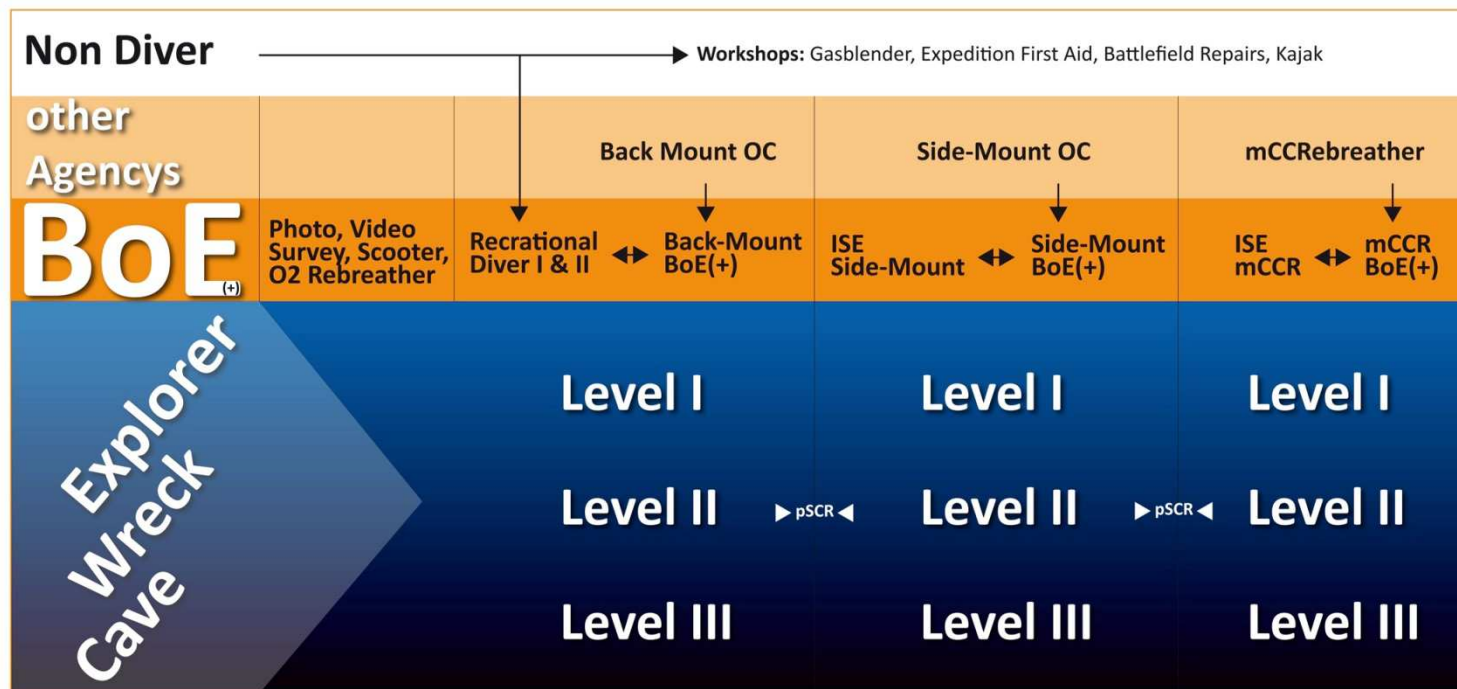 Non Diver
Workshops: Gasblender, Expedition First Aid, Battlefield Repairs, Kajak
other
Agencys
Back Mount OC
Side-Mount OC
mCCRebreather
BoE(+)
Photo, Video
Survey, Scooter,
O2 Rebreather
Recrational
Diver I & II
Back-Mount
BoE(+)
ISE
Side-Mount
Side-Mount
BoE(+)
ISE
mCCR
mCCR
BoE(+)
Explorer
Wreck
Cave
Level I
Level I
Level I
Level II
pSCR
Level II
pSCR
Level II
Level III
Level III
Level III